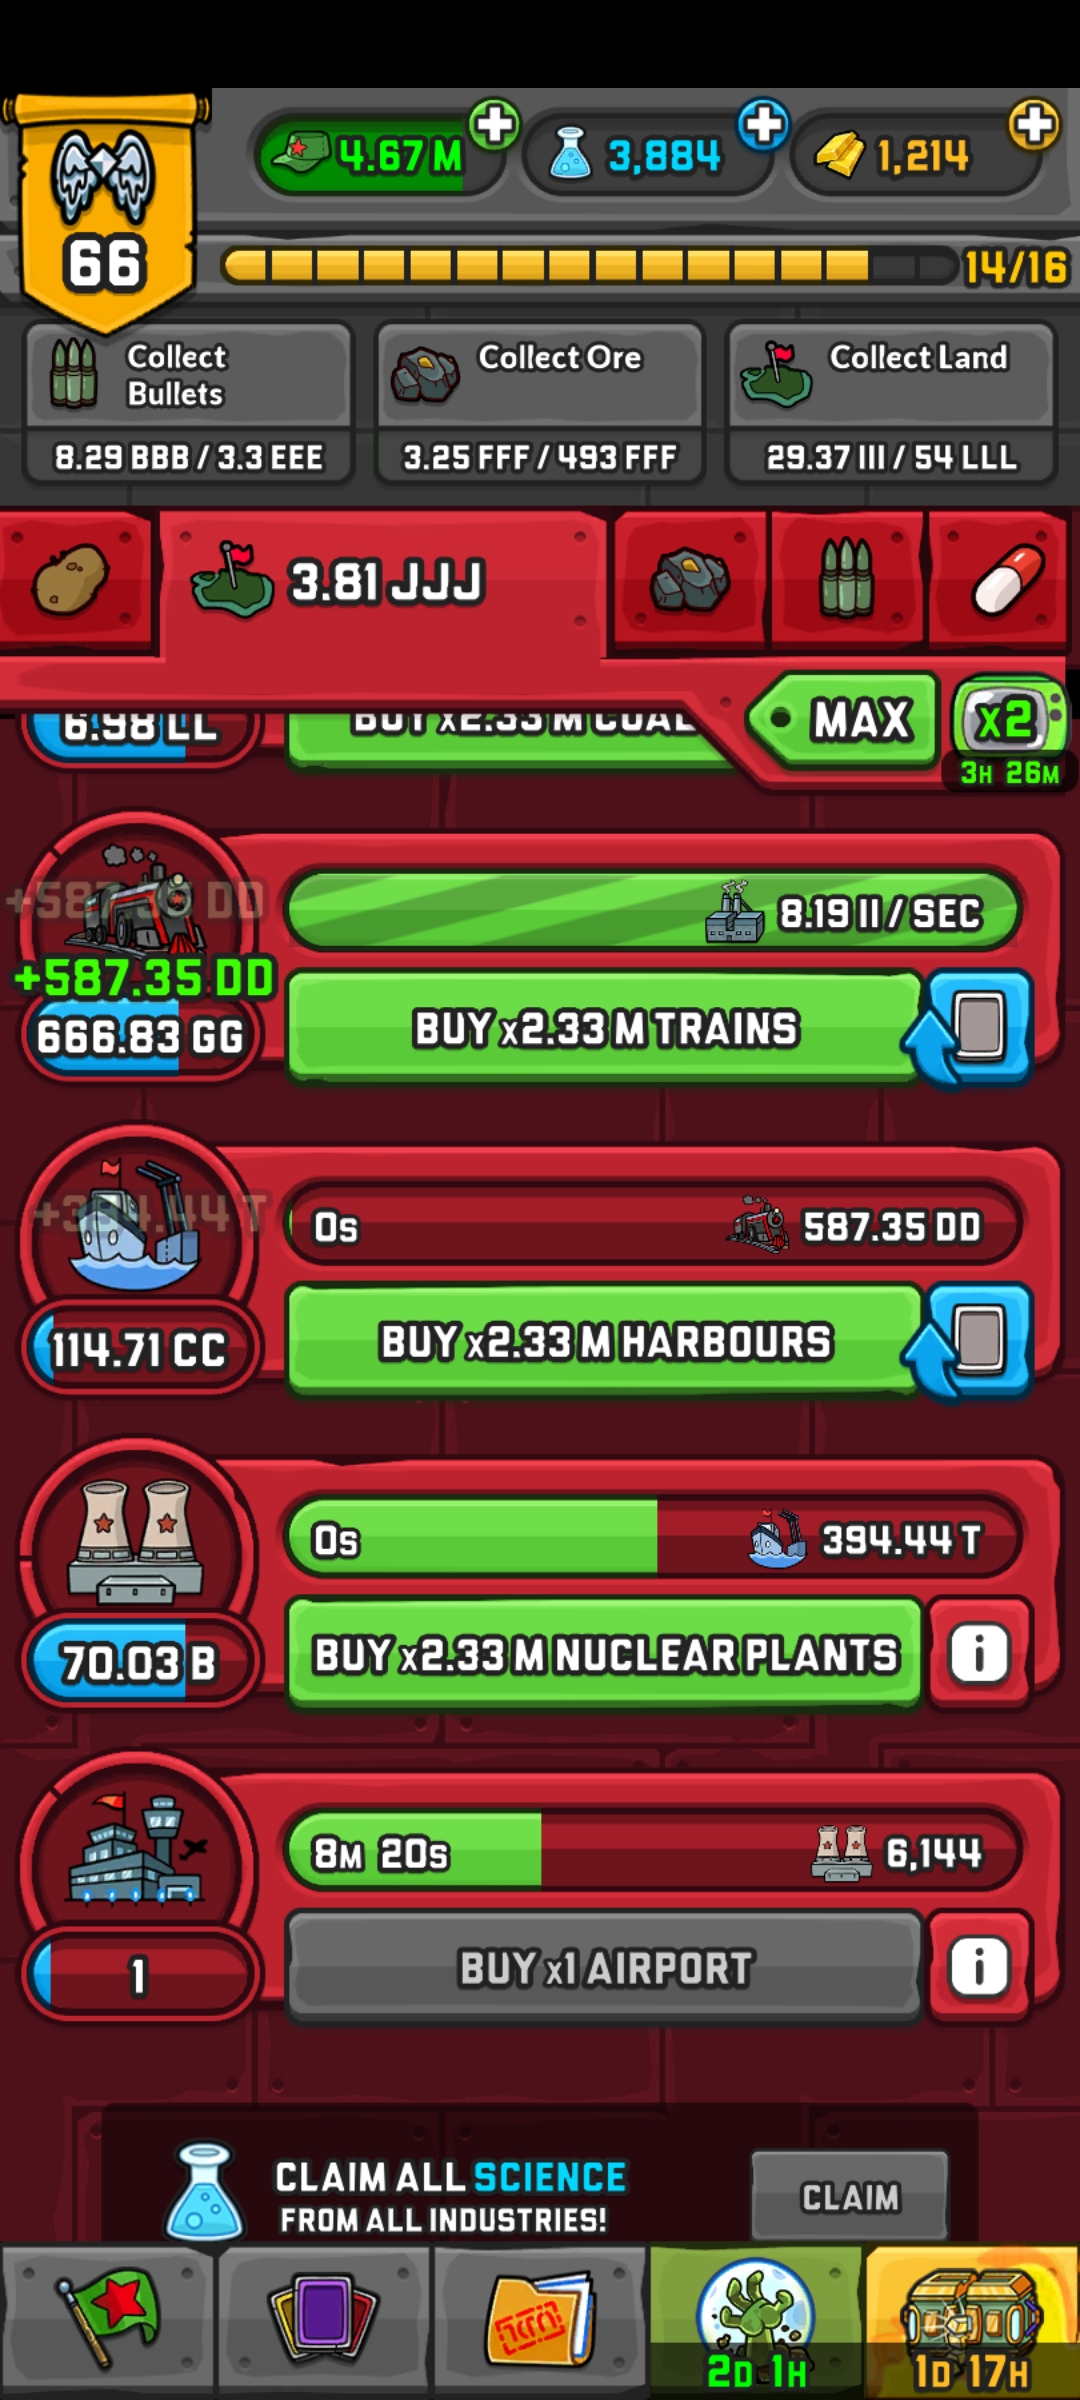 4.67 M
3,884
1,214
66
14/16
Collect
Bullets
8.29 BBB / 3.3 EEE
Collect Ore
3.25 FFF / 493 FFF
Collect Land
29.37 III / 54 LLL
3.81 JJJ
MAX
x2
3H 26M
6.98 LL
BUY x2.33 M COAL
+587.35 DD
8.19 II / SEC
+587.35 DD
666.83 GG
BUY x2.33 M TRAINS
+394.44 T
0s
587.35 DD
114.71 CC
BUY x2.33 M HARBOURS
0s
394.44 T
70.03 B
BUY x2.33 M NUCLEAR PLANTS
i
8M 20s
6,144
1
BUY x1 AIRPORT
i
CLAIM ALL SCIENCE
FROM ALL INDUSTRIES!
CLAIM
2D 1H
1D 17H